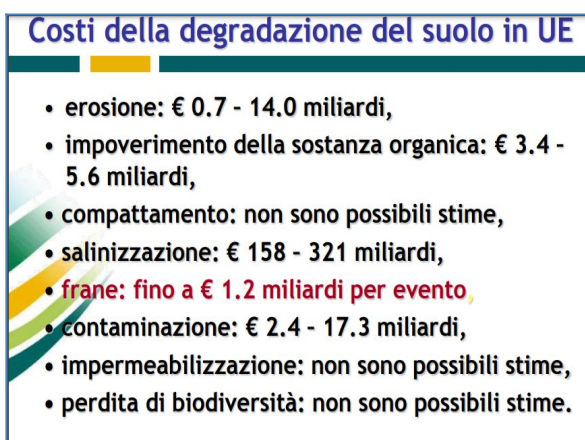 Costi della degradazione del suolo in UE
• erosione: € 0.7 - 14.0 miliardi,
• impoverimento della sostanza organica: € 3.4 -
5.6 miliardi,
• compattamento: non sono possibili stime,
• salinizzazione: € 158 - 321 miliardi,
• frane: fino a € 1.2 miliardi per evento,
• contaminazione: € 2.4 - 17.3 miliardi,
• impermeabilizzazione: non sono possibili stime,
• perdita di biodiversità: non sono possibili stime.